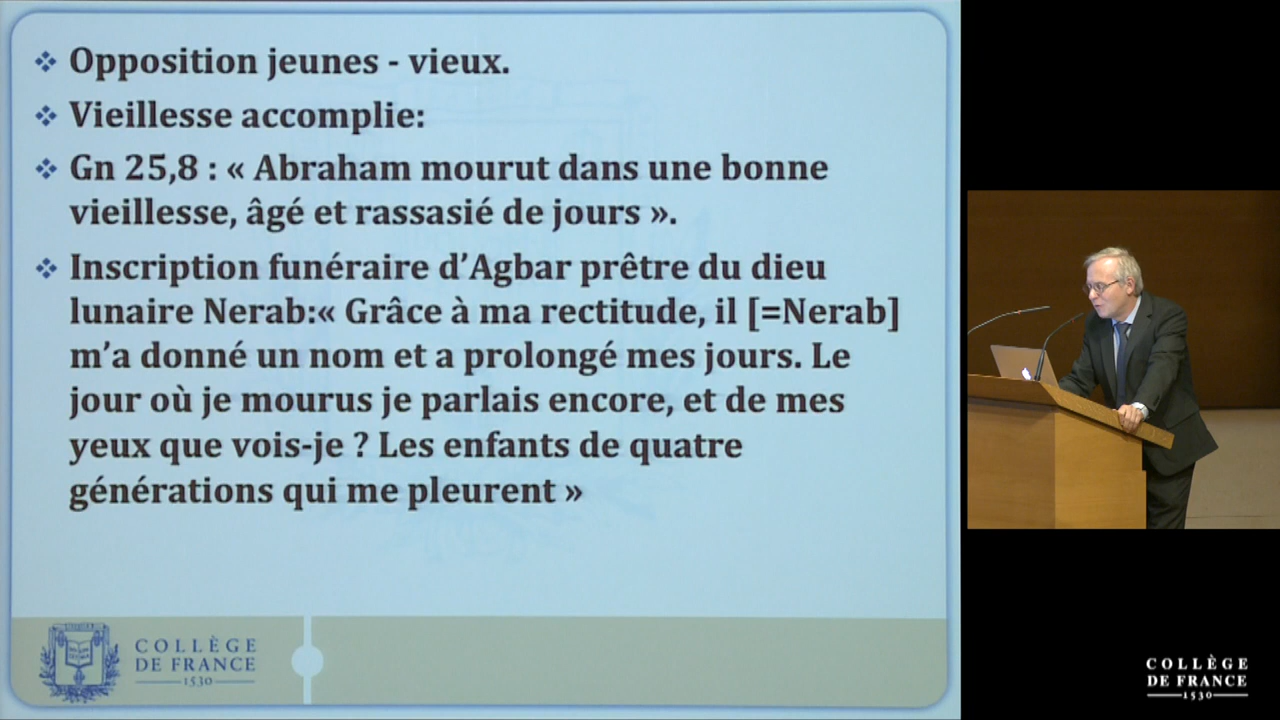 Opposition jeunes - vieux.
Vieillesse accomplie:
Gn 25,8 : « Abraham mourut dans une bonne
vieillesse, âgé et rassasié de jours ».
Inscription funéraire d’Agbar prêtre du dieu
lunaire Nerab:« Grâce à ma rectitude, il [=Nerab]
m’a donné un nom et a prolongé mes jours. Le
jour où je mourus je parlais encore, et de mes
yeux que vois-je ? Les enfants de quatre
générations qui me pleurent »
COLLÈGE
DE FRANCE
1530
COLLÈGE
DE FRANCE
1530